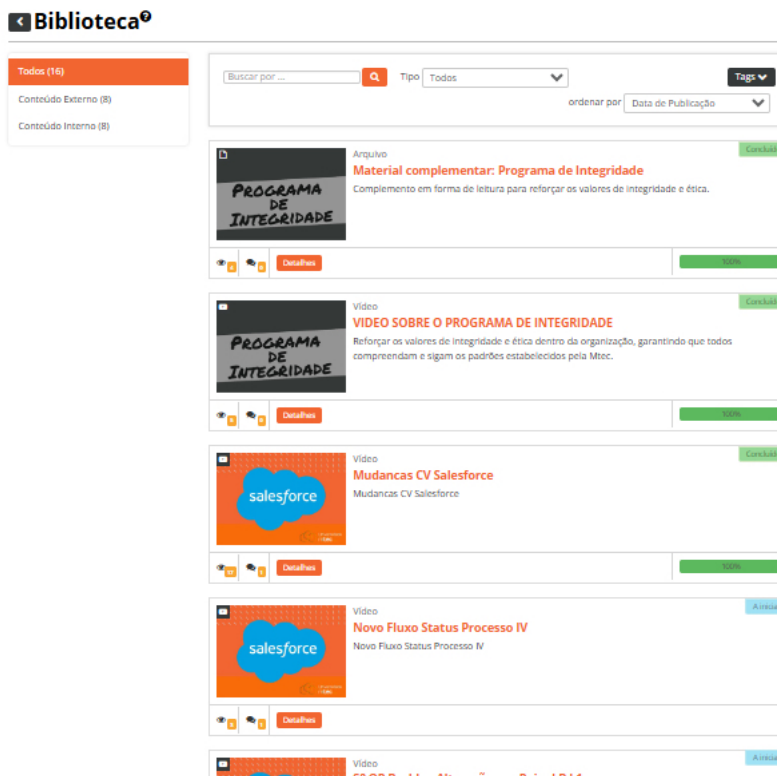 Biblioteca?
Todos (16)
Conteúdo Externo (8)
Conteúdo Interno (8)
Buscar por ...
Tipo
Todos
Tags
ordenar por
Data de Publicação
Arquivo
Material complementar: Programa de Integridade
Complemento em forma de leitura para reforçar os valores de integridade e ética.
PROGRAMA
DE
INTEGRIDADE
Detalhes
100%
Vídeo
VIDEO SOBRE O PROGRAMA DE INTEGRIDADE
Reforçar os valores de integridade e ética dentro da organização, garantindo que todos
compreendam e sigam os padrões estabelecidos pela Mtec.
PROGRAMA
DE
INTEGRIDADE
Detalhes
100%
Vídeo
Mudancas CV Salesforce
Mudancas CV Salesforce
salesforce
Detalhes
100%
Vídeo
Novo Fluxo Status Processo IV
Novo Fluxo Status Processo IV
salesforce
Detalhes
Vídeo